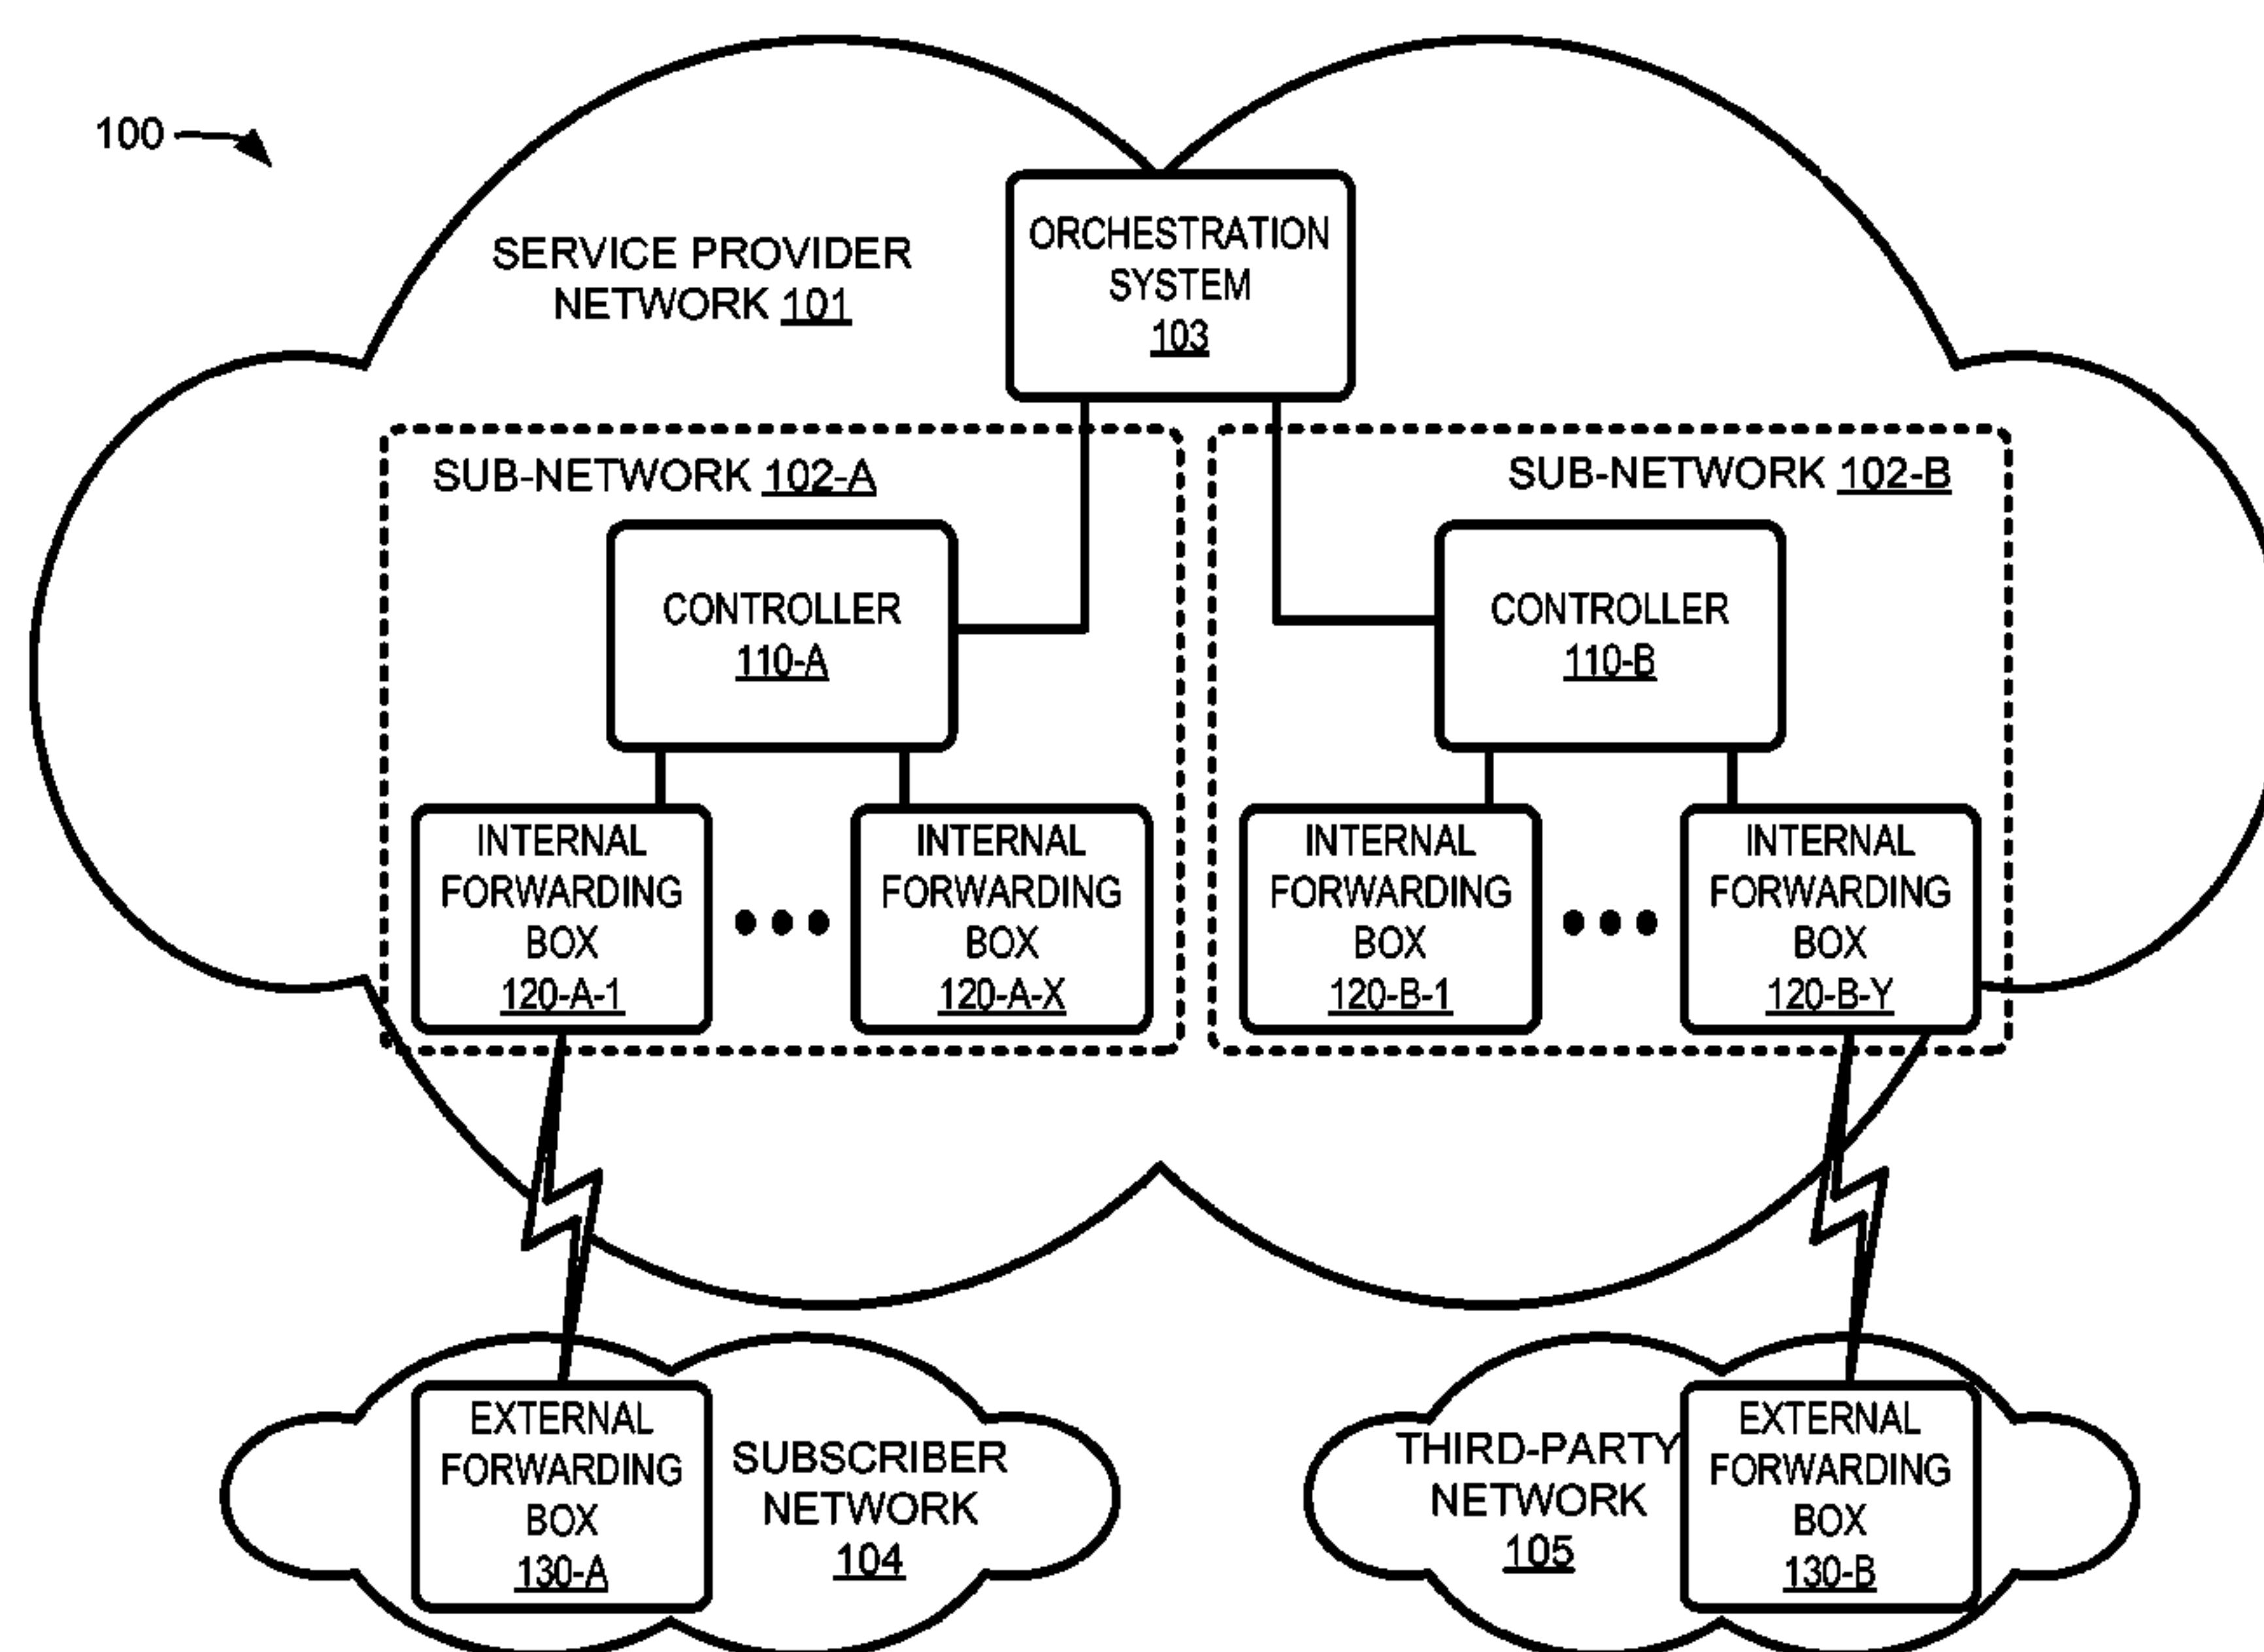 100
SERVICE PROVIDER
NETWORK 101
ORCHESTRATION
SYSTEM
103
SUB-NETWORK 102-A
SUB-NETWORK 102-B
CONTROLLER
110-A
CONTROLLER
110-B
INTERNAL
FORWARDING
BOX
120-A-1
INTERNAL
FORWARDING
BOX
120-A-X
INTERNAL
FORWARDING
BOX
120-B-1
INTERNAL
FORWARDING
BOX
120-B-Y
EXTERNAL
FORWARDING
BOX
130-A
SUBSCRIBER
NETWORK
104
THIRD-PARTY
NETWORK
105
EXTERNAL
FORWARDING
BOX
130-B